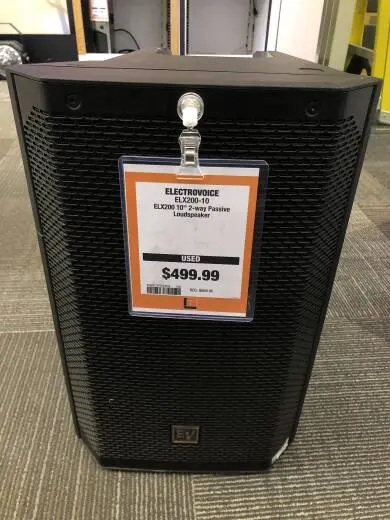 ELECTROVOICE
ELX200-10
ELX200 10" 2-way Passive
Loudspeaker
USED
$499.99
EV